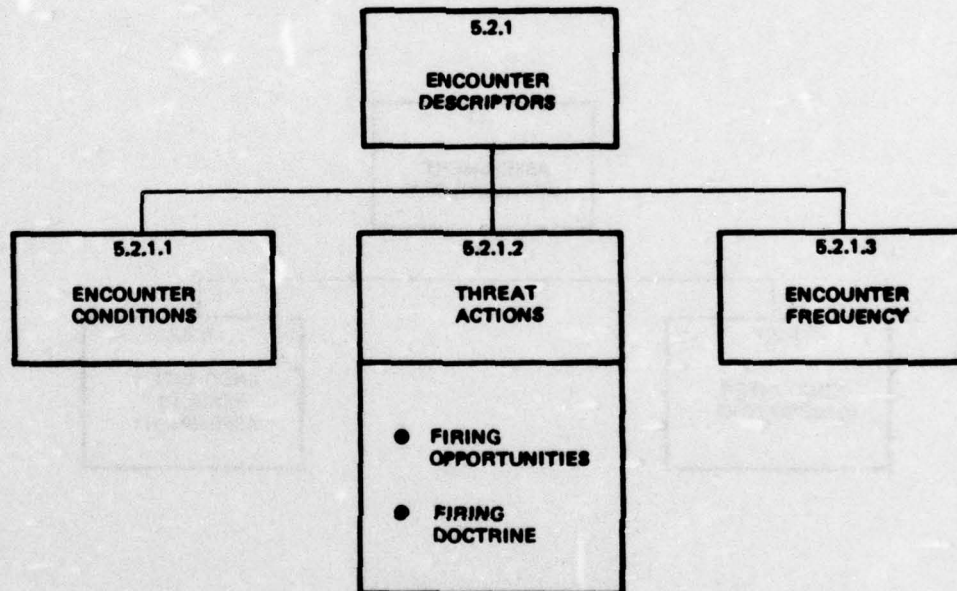 5.2.1
ENCOUNTER
DESCRIPTORS
5.2.1.1
ENCOUNTER
CONDITIONS
5.2.1.2
THREAT
ACTIONS
● FIRING
OPPORTUNITIES
● FIRING
DOCTRINE
5.2.1.3
ENCOUNTER
FREQUENCY